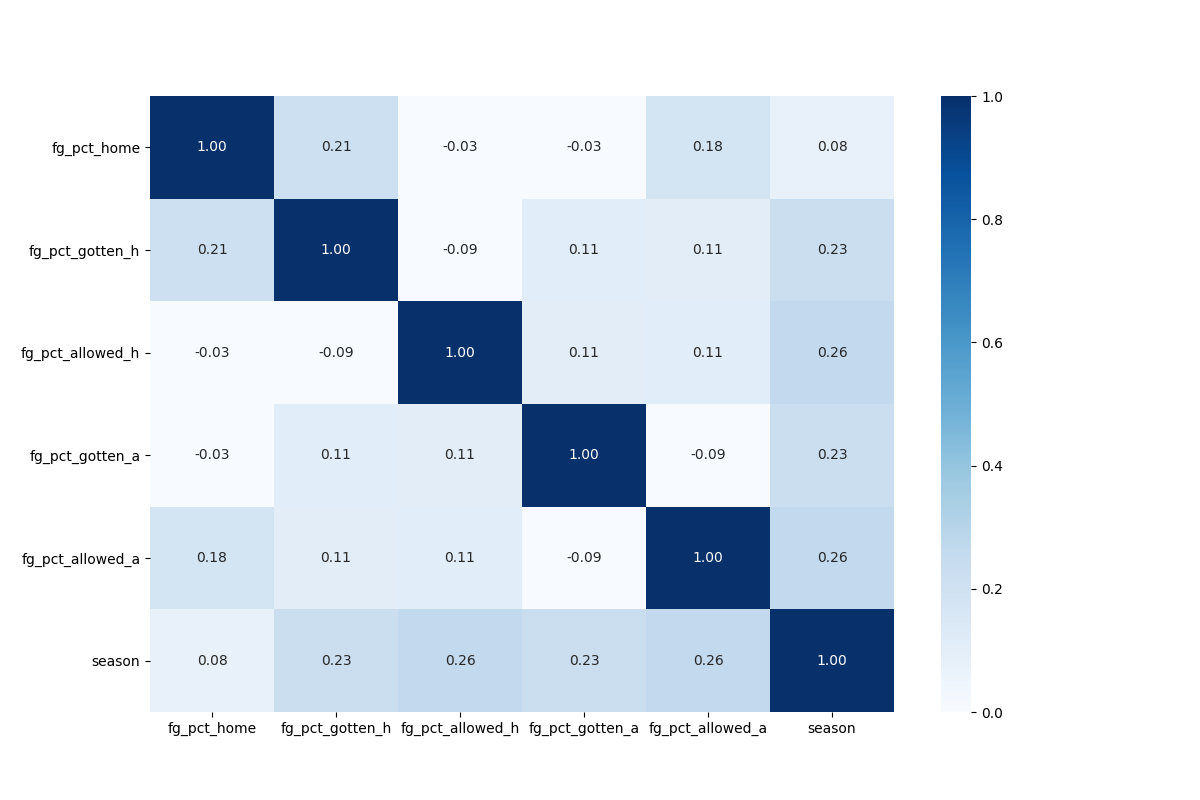 fg_pct_home 1.00 0.21 -0.03 -0.03 0.18 0.08
fg_pct_gotten_h 0.21 1.00 -0.09 0.11 0.11 0.23
fg_pct_allowed_h -0.03 -0.09 1.00 0.11 0.11 0.26
fg_pct_gotten_a -0.03 0.11 0.11 1.00 -0.09 0.23
fg_pct_allowed_a 0.18 0.11 0.11 -0.09 1.00 0.26
season 0.08 0.23 0.26 0.23 0.26 1.00
fg_pct_home fg_pct_gotten_h fg_pct_allowed_h fg_pct_gotten_a fg_pct_allowed_a season
1.0
0.8
0.6
0.4
0.2
0.0